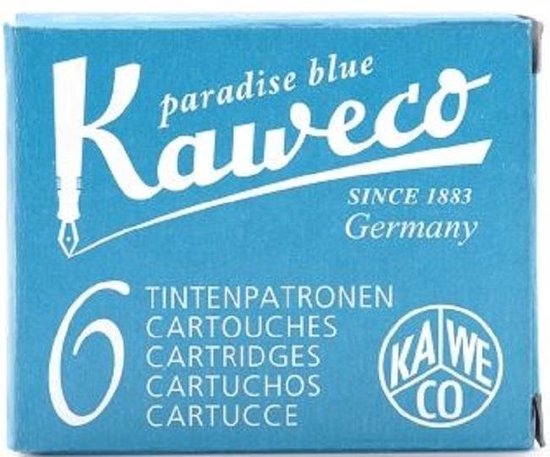 paradise blue
Kaweco
SINCE 1883
Germany
6
TINTENPATRONEN
CARTOUCHES
CARTRIDGES
CARTUCHOS
CARTUCCE
KA WE
CO